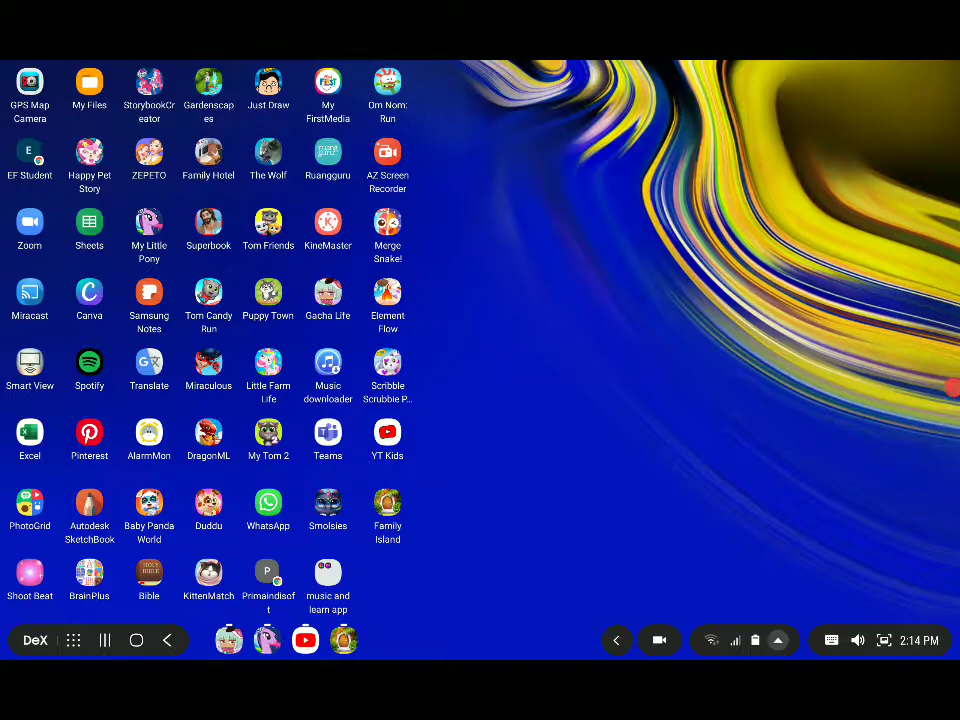 GPS Map
Camera
My Files
StorybookCr
eator
Gardenscap
es
Just Draw
My
FirstMedia
Om Nom:
Run
E
EF Student
Happy Pet
Story
ZEPETO
Family Hotel
The Wolf
ruang
guru
Ruangguru
AZ Screen
Recorder
Zoom
Sheets
My Little
Pony
Superbook
Tom Friends
KineMaster
Merge
Snake!
Miracast
Canva
Samsung
Notes
Tom Candy
Run
Puppy Town
Gacha Life
Element
Flow
Smart View
Spotify
Translate
Miraculous
Little Farm
Life
Music
downloader
Scribble
Scrubbie P...
Excel
Pinterest
AlarmMon
DragonML
My Tom 2
Teams
YT Kids
PhotoGrid
Autodesk
SketchBook
Baby Panda
World
Duddu
WhatsApp
Smolsies
Family
Island
Shoot Beat
BrainPlus
HOLY
BIBLE
Bible
KittenMatch
P
Primaindisof
t
music and
learn app
DeX
2:14 PM